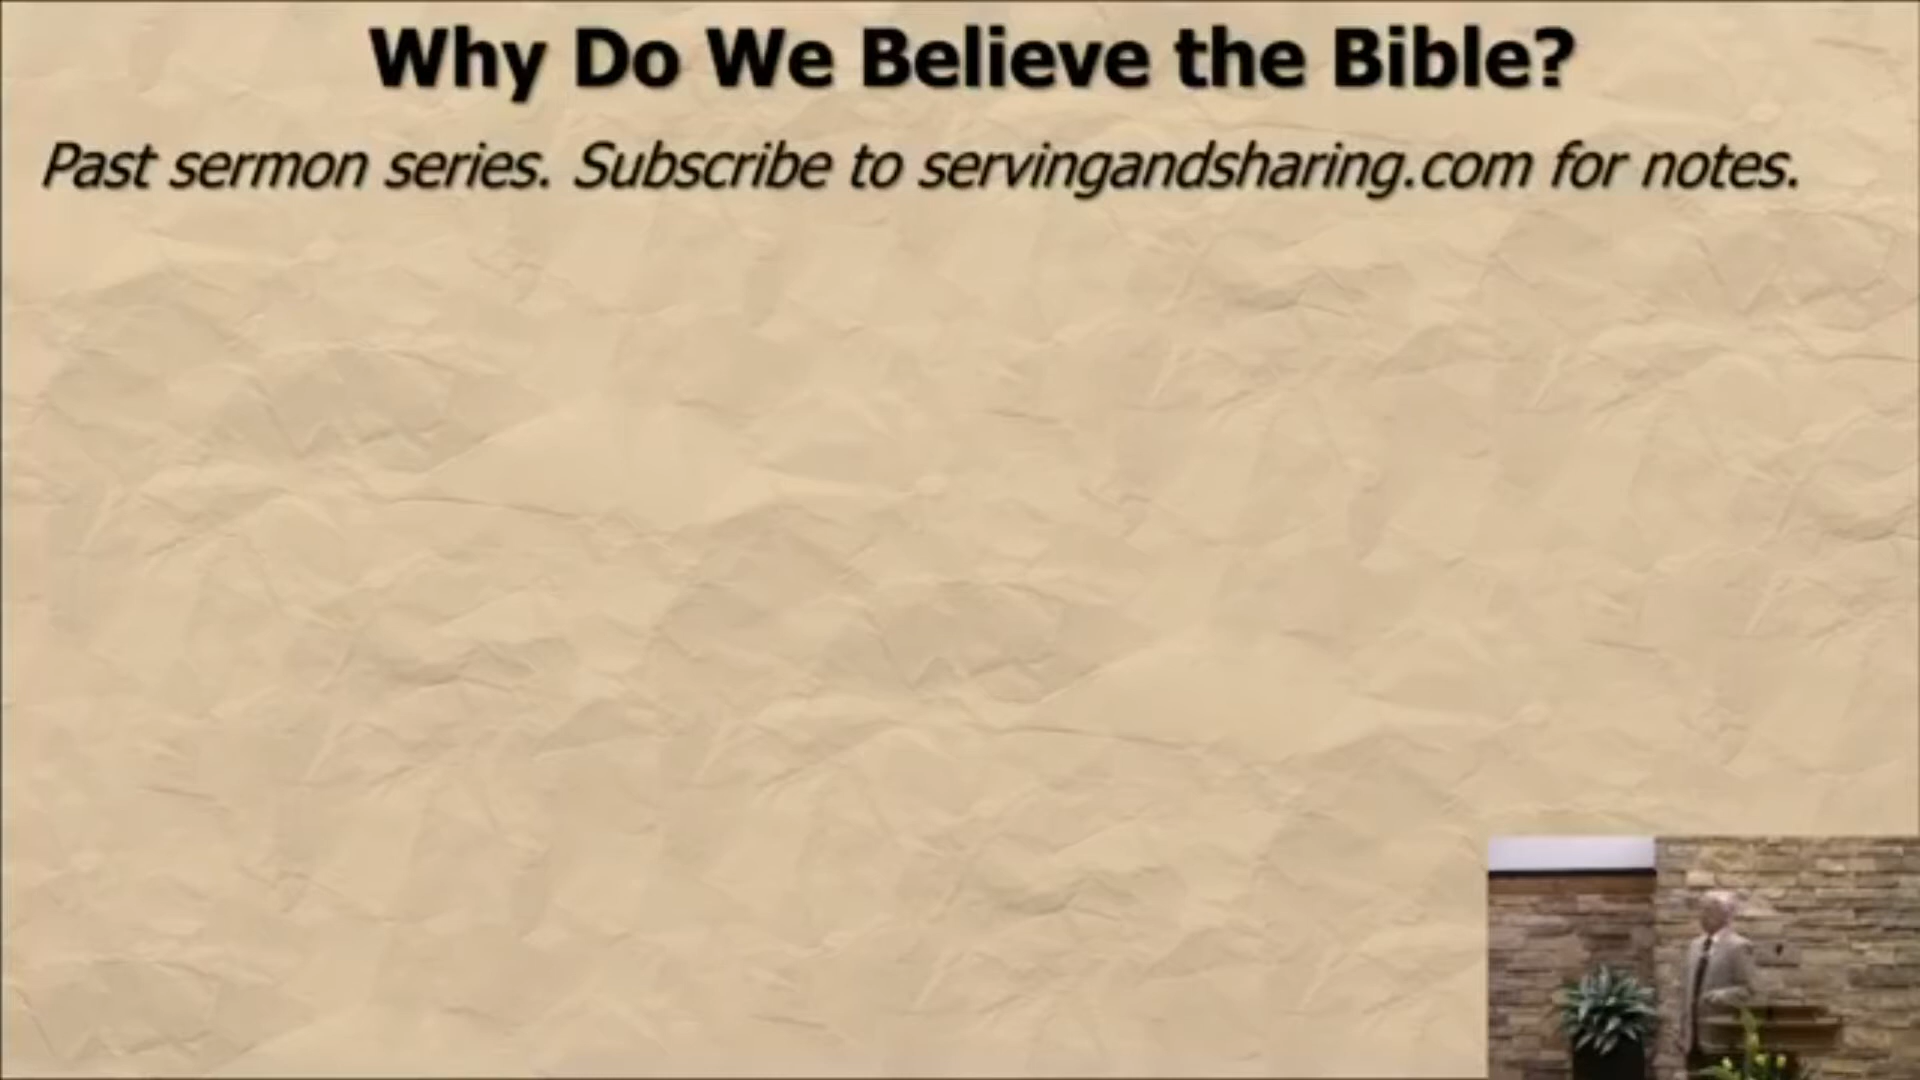 Why Do We Believe the Bible?
Past sermon series. Subscribe to servingandsharing.com for notes.